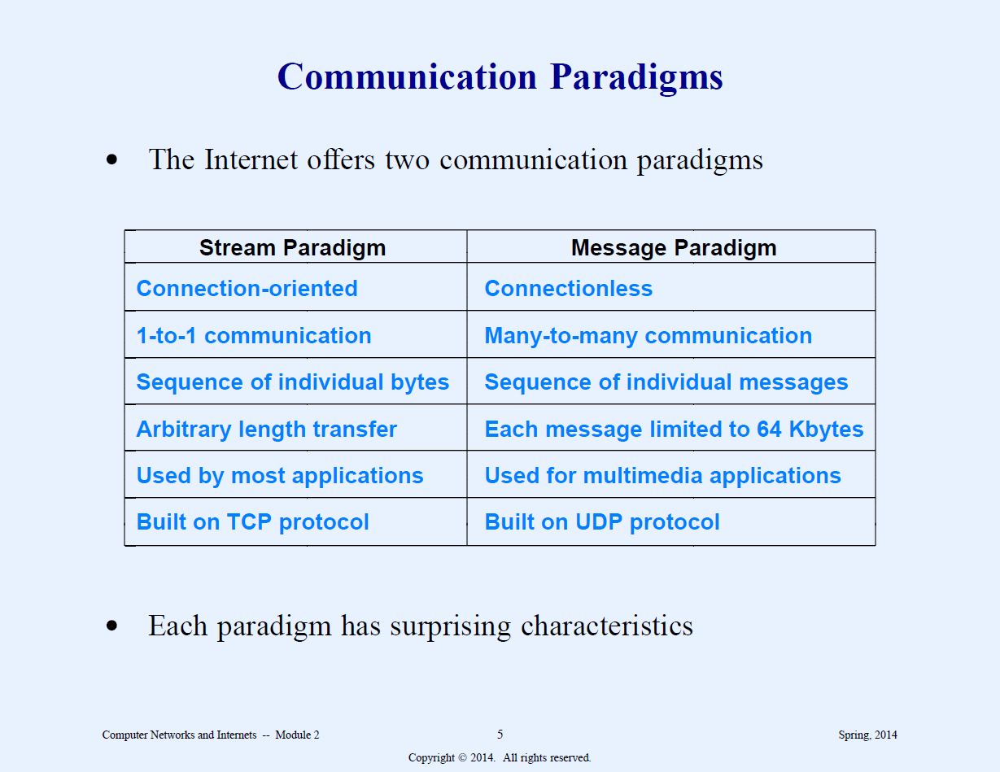 Communication Paradigms
• The Internet offers two communication paradigms
Stream Paradigm Message Paradigm
Connection-oriented Connectionless
1-to-1 communication Many-to-many communication
Sequence of individual bytes Sequence of individual messages
Arbitrary length transfer Each message limited to 64 Kbytes
Used by most applications Used for multimedia applications
Built on TCP protocol Built on UDP protocol
• Each paradigm has surprising characteristics
Computer Networks and Internets -- Module 2 5 Spring, 2014
Copyright © 2014. All rights reserved.